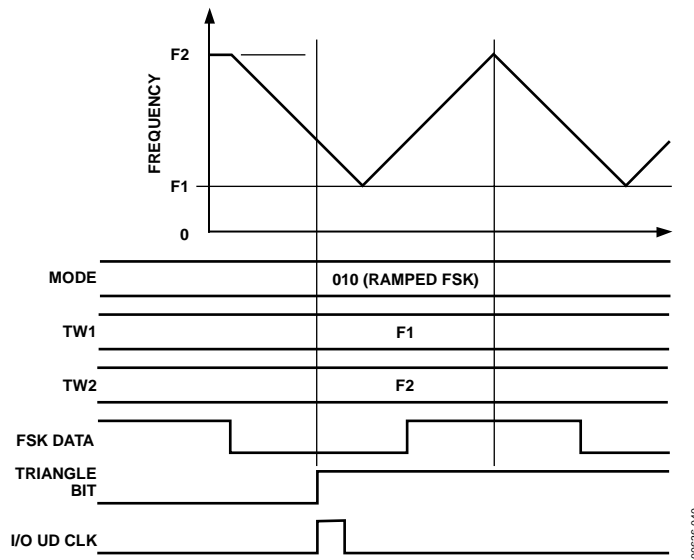 F2
FREQUENCY
F1
0
MODE
010 (RAMPED FSK)
TW1
F1
TW2
F2
FSK DATA
TRIANGLE
BIT
I/O UD CLK